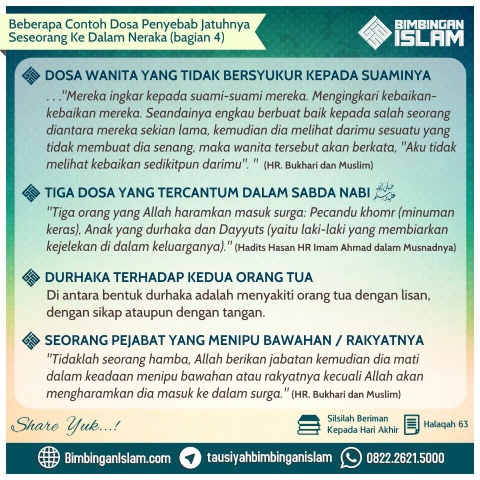 Beberapa Contoh Dosa Penyebab Jatuhnya
Seseorang Ke Dalam Neraka (bagian 4)
BIMBINGAN
ISLAM
DOSA WANITA YANG TIDAK BERSYUKUR KEPADA SUAMINYA
. . ."Mereka ingkar kepada suami-suami mereka. Mengingkari kebaikan-
kebaikan mereka. Seandainya engkau berbuat baik kepada salah seorang
diantara mereka sekian lama, kemudian dia melihat darimu sesuatu yang
tidak membuat dia senang, maka wanita tersebut akan berkata, "Aku tidak
melihat kebaikan sedikitpun darimu". " (HR. Bukhari dan Muslim)
TIGA DOSA YANG TERCANTUM DALAM SABDA NABI ﷺ
"Tiga orang yang Allah haramkan masuk surga: Pecandu khomr (minuman
keras), Anak yang durhaka dan Dayyuts (yaitu laki-laki yang membiarkan
kejelekan di dalam keluarganya)." (Hadits Hasan HR Imam Ahmad dalam Musnadnya)
DURHAKA TERHADAP KEDUA ORANG TUA
Di antara bentuk durhaka adalah menyakiti orang tua dengan lisan,
dengan sikap ataupun dengan tangan.
SEORANG PEJABAT YANG MENIPU BAWAHAN / RAKYATNYA
"Tidaklah seorang hamba, Allah berikan jabatan kemudian dia mati
dalam keadaan menipu bawahan atau rakyatnya kecuali Allah akan
mengharamkan dia masuk ke dalam surga." (HR. Bukhari dan Muslim)
Share Yuk...!
Silsilah Beriman
Kepada Hari Akhir
Halaqah 63
BimbinganIslam.com
tausiyahbimbinganislam
0822.2621.5000